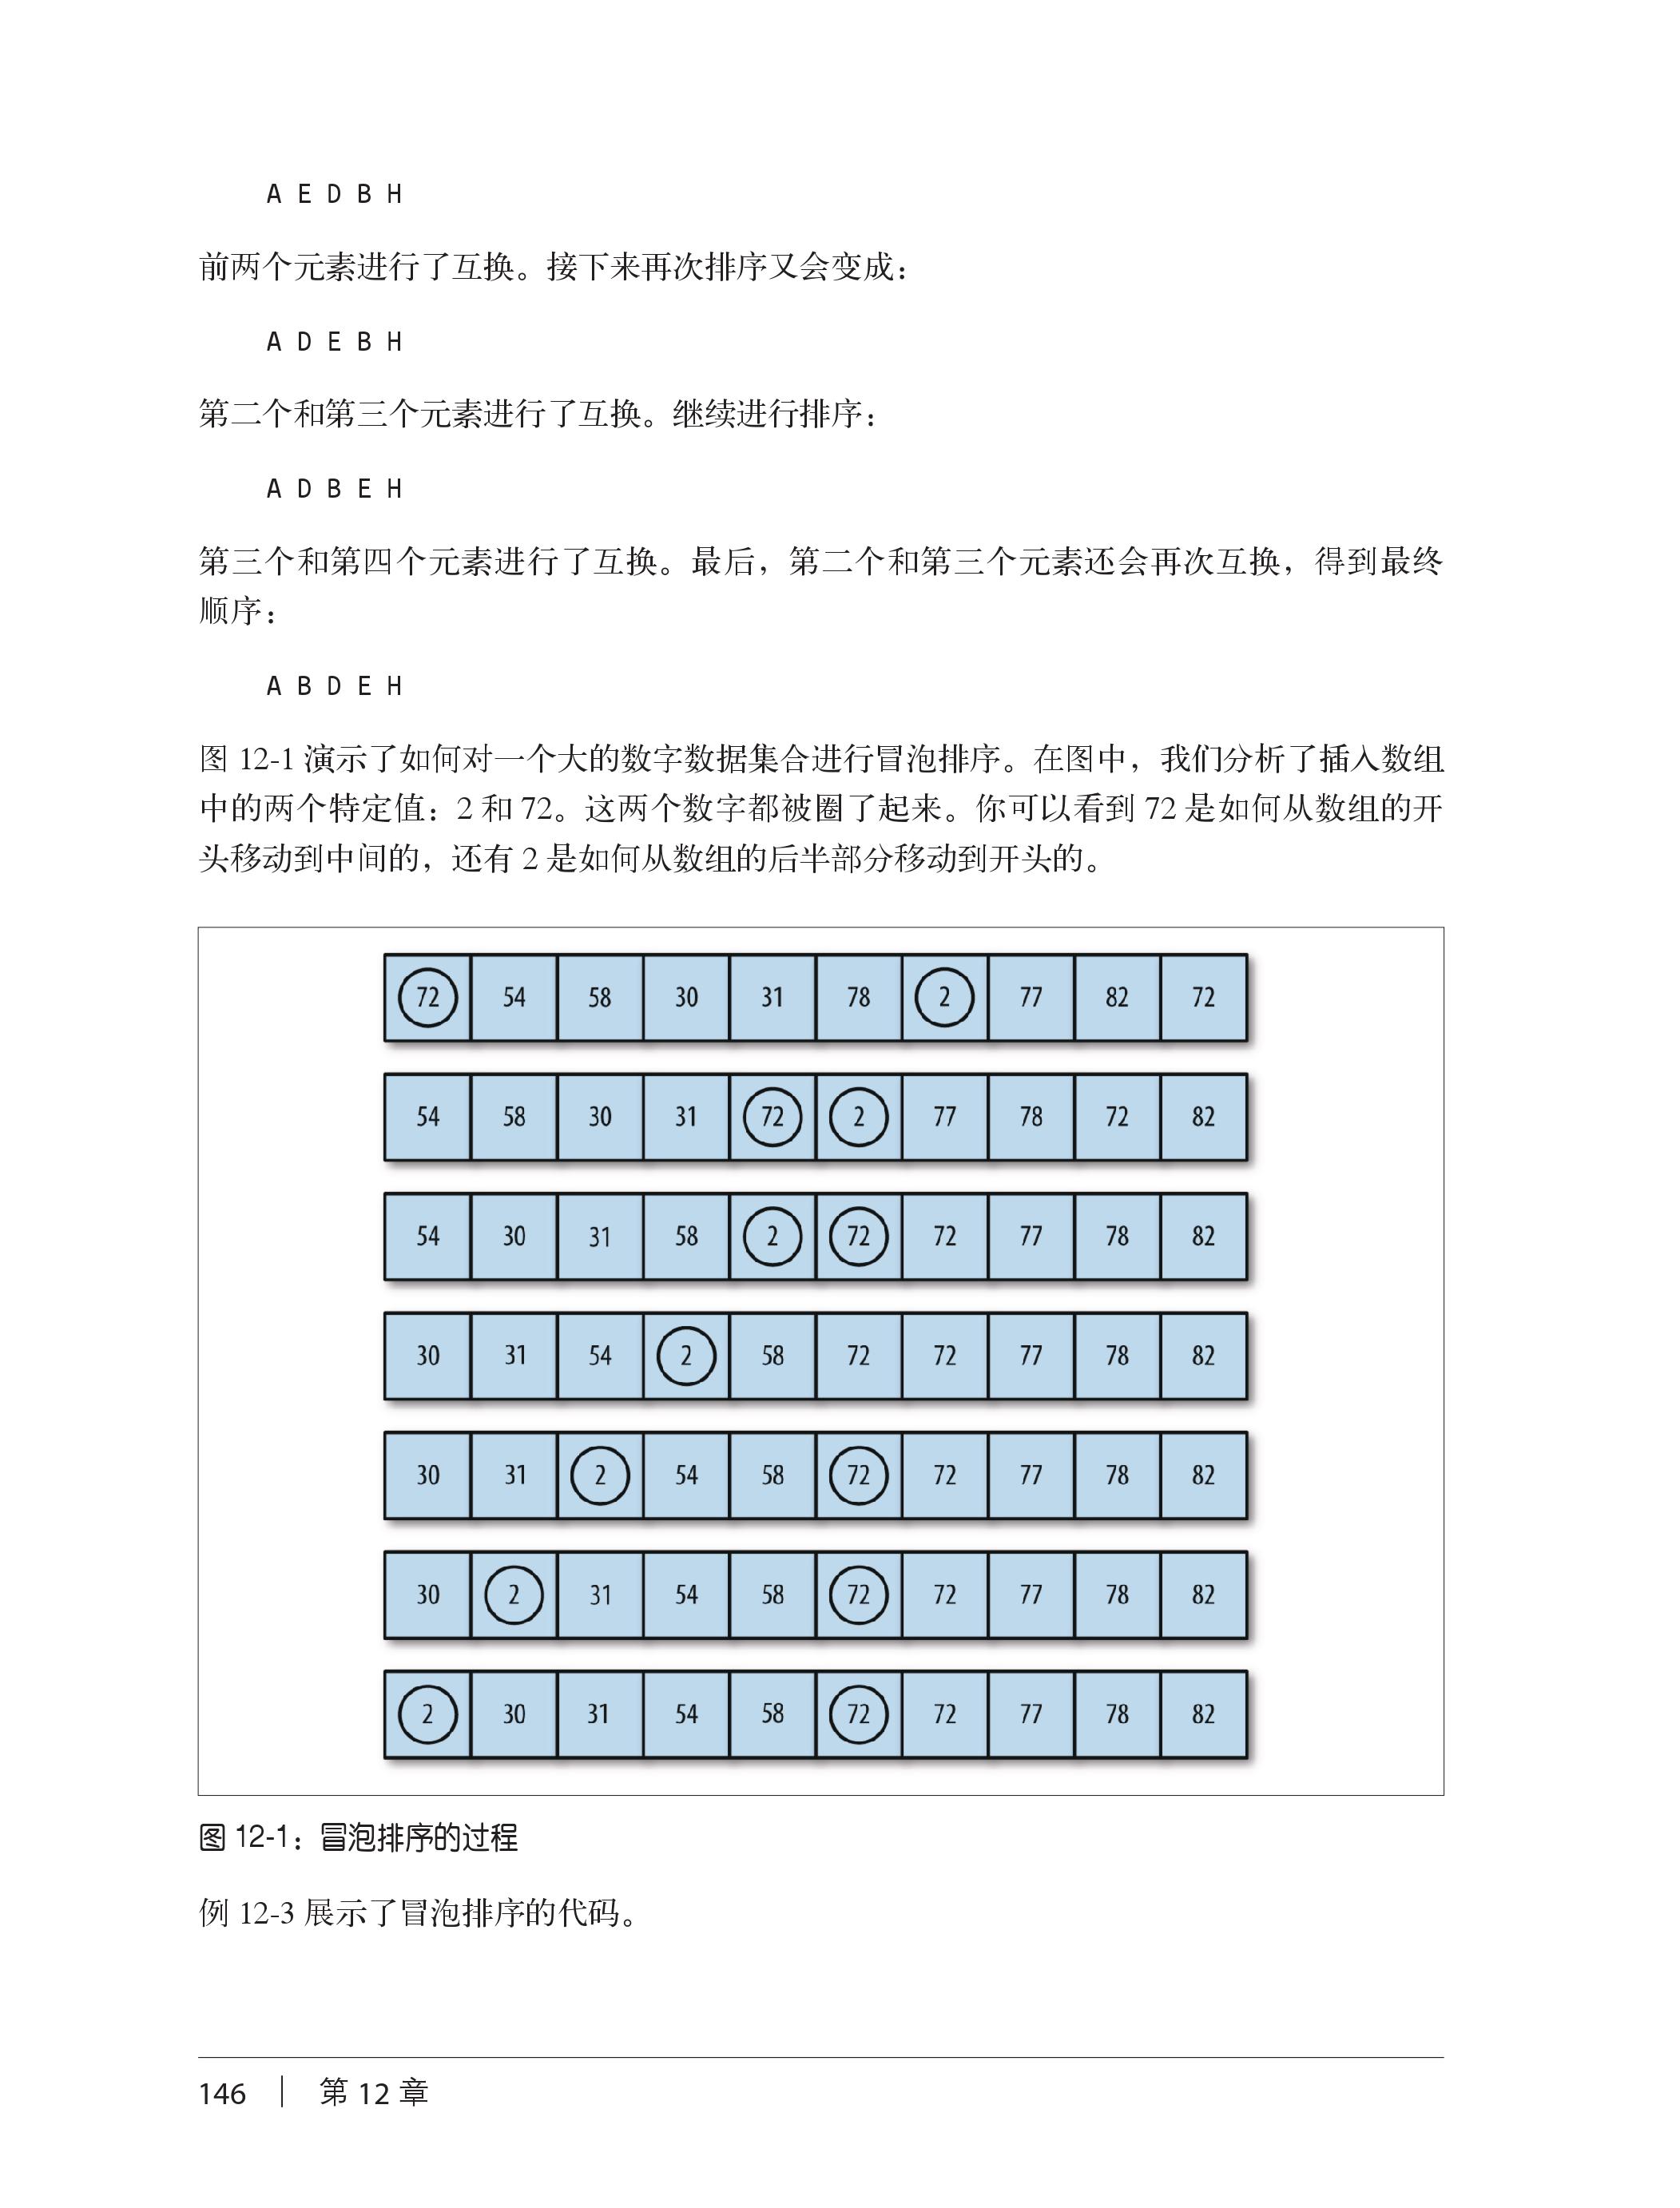 A E D B H
前两个元素进行了互换。接下来再次排序又会变成：
A D E B H
第二个和第三个元素进行了互换。继续进行排序：
A D B E H
第三个和第四个元素进行了互换。最后，第二个和第三个元素还会再次互换，得到最终
顺序：
A B D E H
图 12-1 演示了如何对一个大的数字数据集合进行冒泡排序。在图中，我们分析了插入数组
中的两个特定值：2 和 72。这两个数字都被圈了起来。你可以看到 72 是如何从数组的开
头移动到中间的，还有 2 是如何从数组的后半部分移动到开头的。
72 54 58 30 31 78 2 77 82 72
54 58 30 31 72 2 77 78 72 82
54 30 31 58 2 72 72 77 78 82
30 31 54 2 58 72 72 77 78 82
30 31 2 54 58 72 72 77 78 82
30 2 31 54 58 72 72 77 78 82
2 30 31 54 58 72 72 77 78 82
图 12-1：冒泡排序的过程
例 12-3 展示了冒泡排序的代码。
146 | 第 12 章